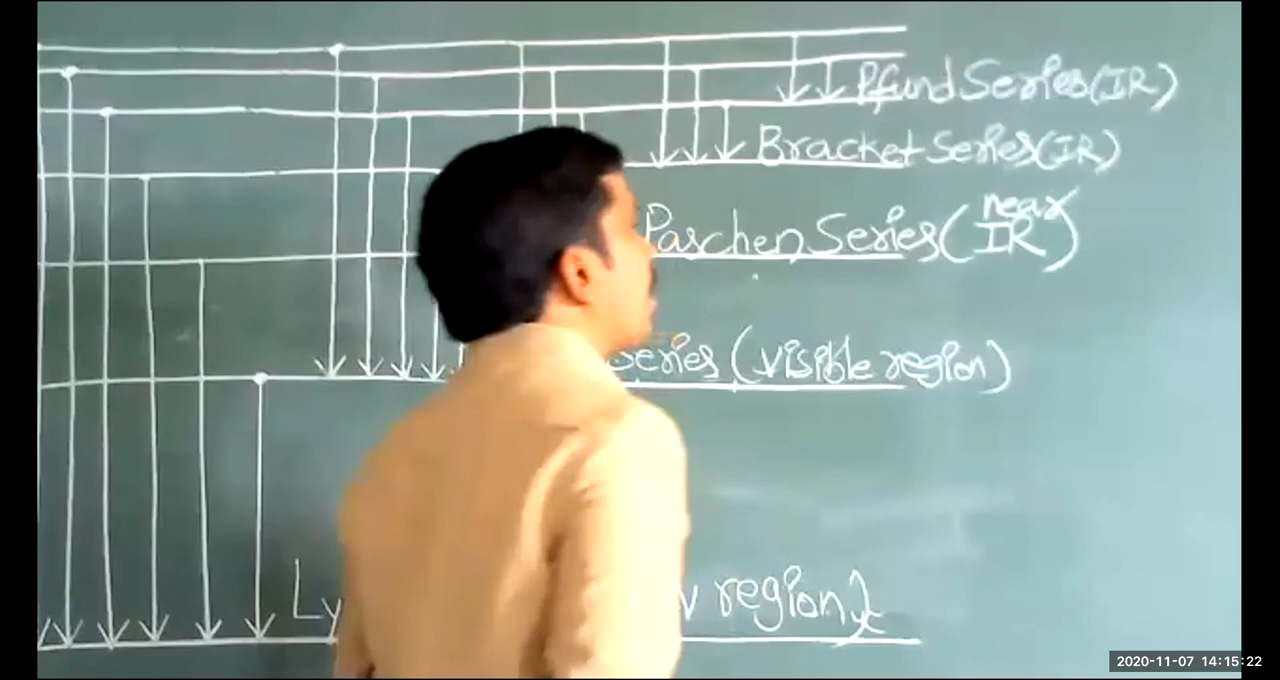 Pfund Series (IR)
Bracket Series (IR)
near
Paschen Series (IR)
Series (visible region)
region)
2020-11-07 14:15:22